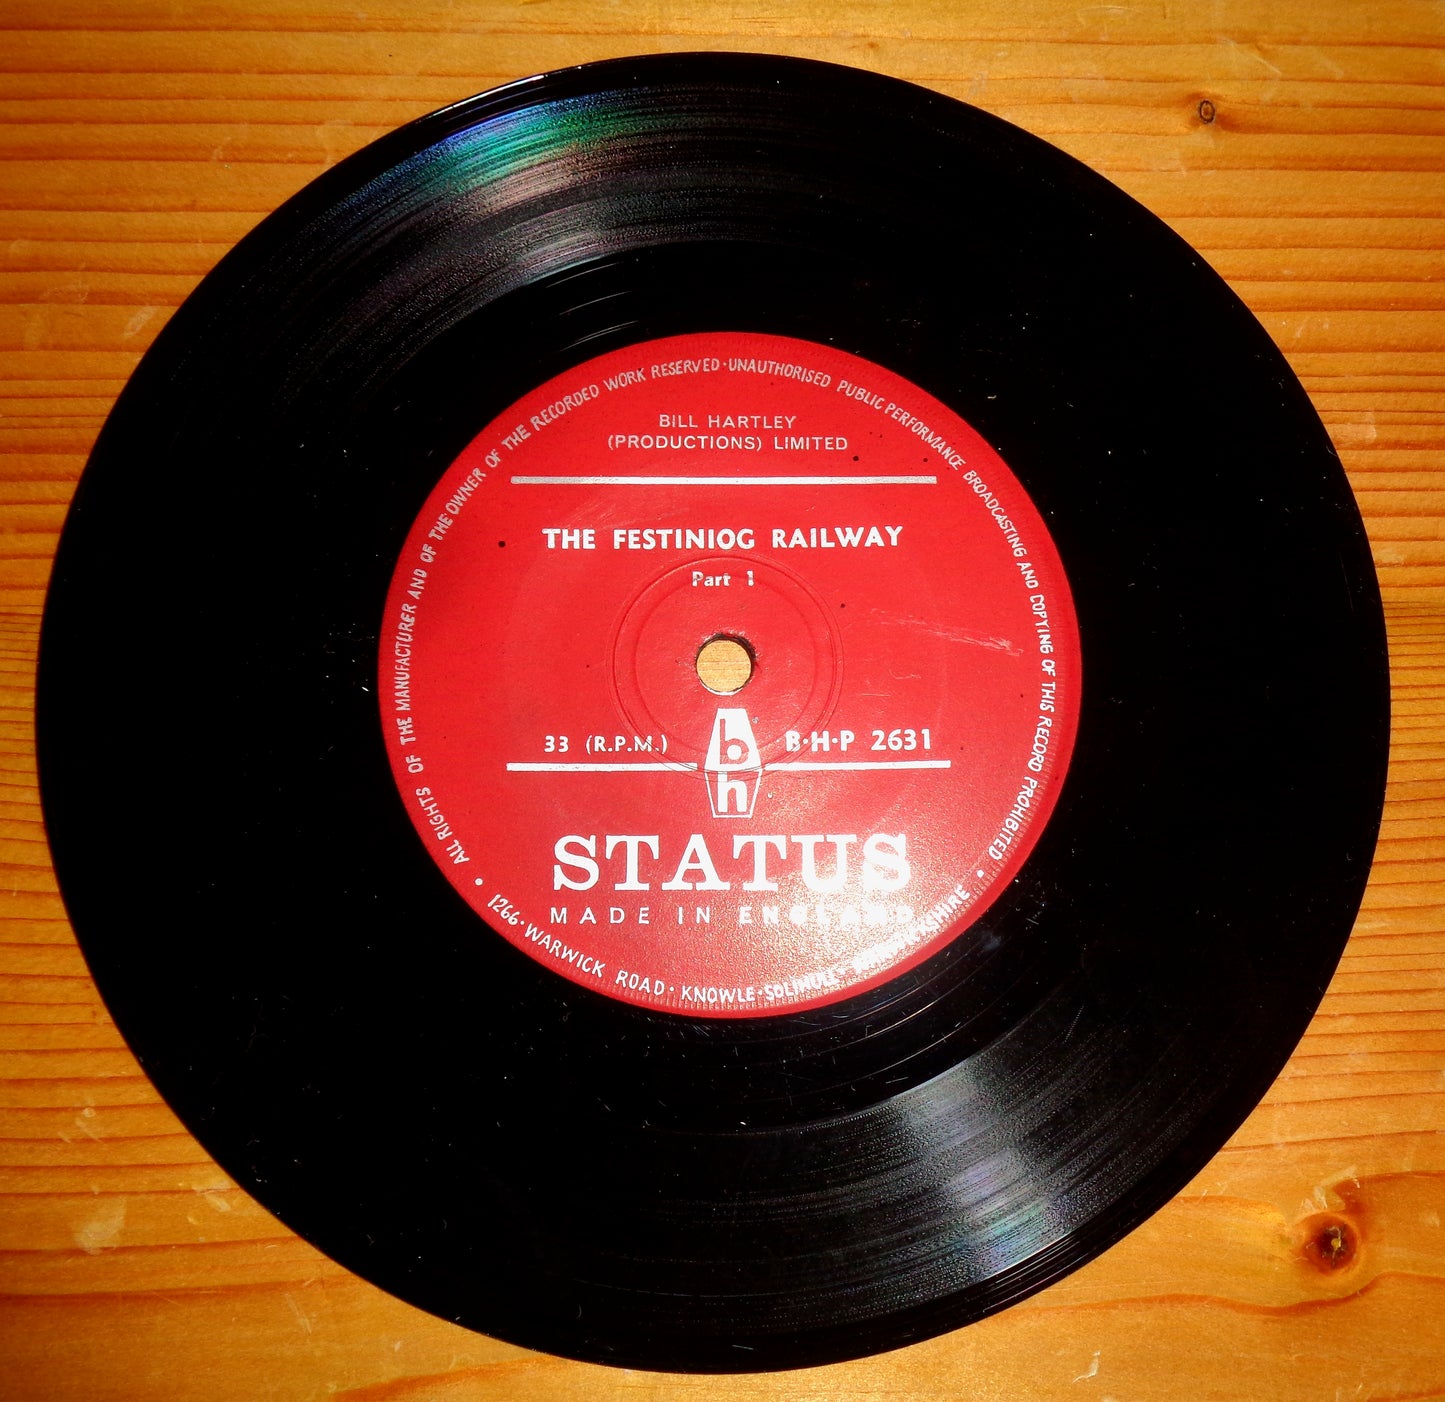 ALL RIGHTS OF THE MANUFACTURER AND OF THE OWNER OF THE RECORDED WORK RESERVED · UNAUTHORISED PUBLIC PERFORMANCE BROADCASTING AND COPYING OF THIS RECORD PROHIBITED
BILL HARTLEY
(PRODUCTIONS) LIMITED
THE FESTINIOG RAILWAY
Part 1
33 (R.P.M.)
B·H·P 2631
b
h
STATUS
MADE IN ENGLAND
1266 · WARWICK ROAD · KNOWLE · SOLIHULL ·